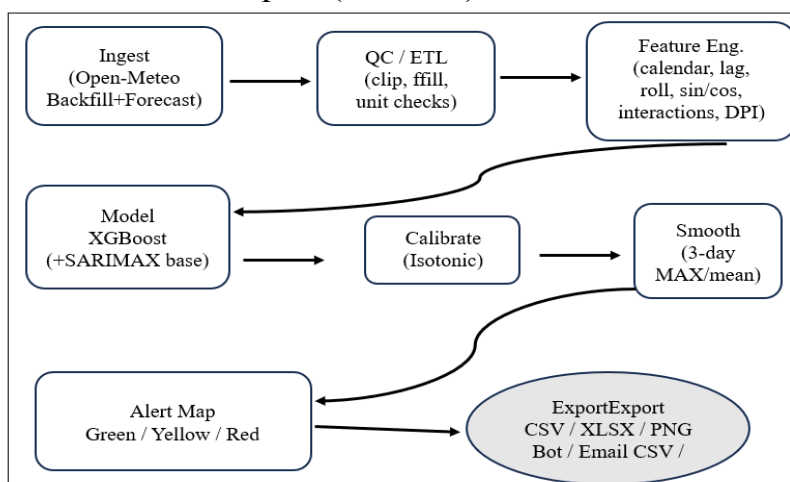 Ingest
(Open-Meteo
Backfill+Forecast)
QC / ETL
(clip, ffill,
unit checks)
Feature Eng.
(calendar, lag,
roll, sin/cos,
interactions, DPI)
Model
XGBoost
(+SARIMAX base)
Calibrate
(Isotonic)
Smooth
(3-day
MAX/mean)
Alert Map
Green / Yellow / Red
ExportExport
CSV / XLSX / PNG
Bot / Email CSV /